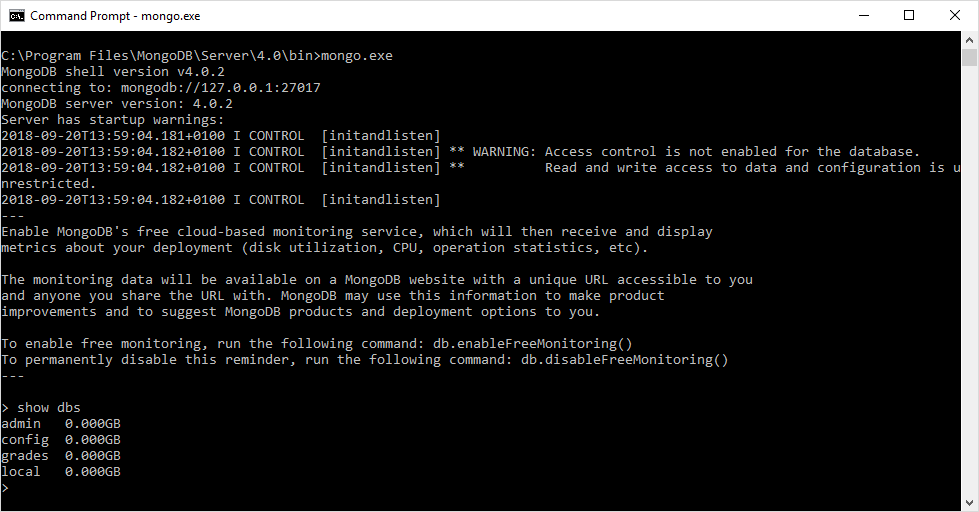 Command Prompt - mongo.exe
C:\Program Files\MongoDB\Server\4.0\bin>mongo.exe
MongoDB shell version v4.0.2
connecting to: mongodb://127.0.0.1:27017
MongoDB server version: 4.0.2
Server has startup warnings:
2018-09-20T13:59:04.181+0100 I CONTROL  [initandlisten]
2018-09-20T13:59:04.182+0100 I CONTROL  [initandlisten] ** WARNING: Access control is not enabled for the database.
2018-09-20T13:59:04.182+0100 I CONTROL  [initandlisten] **          Read and write access to data and configuration is u
nrestricted.
2018-09-20T13:59:04.182+0100 I CONTROL  [initandlisten]
---
Enable MongoDB's free cloud-based monitoring service, which will then receive and display
metrics about your deployment (disk utilization, CPU, operation statistics, etc).
The monitoring data will be available on a MongoDB website with a unique URL accessible to you
and anyone you share the URL with. MongoDB may use this information to make product
improvements and to suggest MongoDB products and deployment options to you.
To enable free monitoring, run the following command: db.enableFreeMonitoring()
To permanently disable this reminder, run the following command: db.disableFreeMonitoring()
---
> show dbs
admin   0.000GB
config  0.000GB
grades  0.000GB
local   0.000GB
>